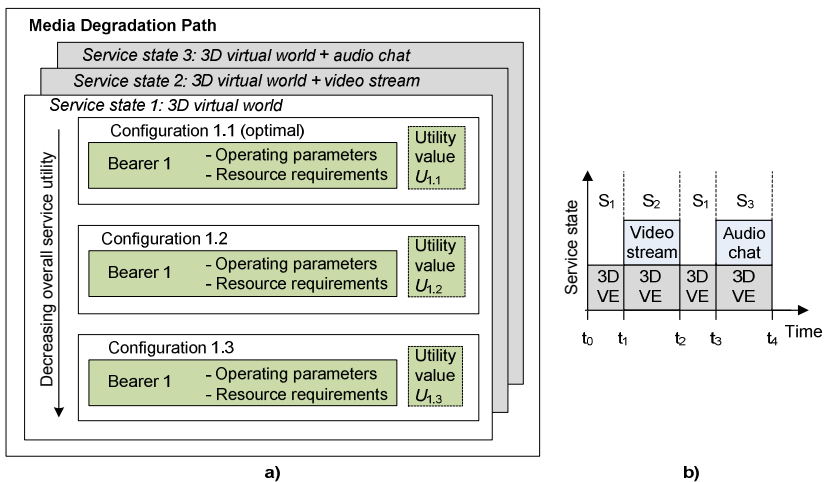 Media Degradation Path
Service state 3: 3D virtual world + audio chat
Service state 2: 3D virtual world + video stream
Service state 1: 3D virtual world
Decreasing overall service utility
Configuration 1.1 (optimal)
Bearer 1
- Operating parameters
- Resource requirements
Utility
value
U1.1
Configuration 1.2
Bearer 1
- Operating parameters
- Resource requirements
Utility
value
U1.2
Configuration 1.3
Bearer 1
- Operating parameters
- Resource requirements
Utility
value
U1.3
a)
Service state
S1 S2 S1 S3
Video
stream
Audio
chat
3D
VE
3D
VE
3D
VE
3D
VE
t0 t1 t2 t3 t4 Time
b)